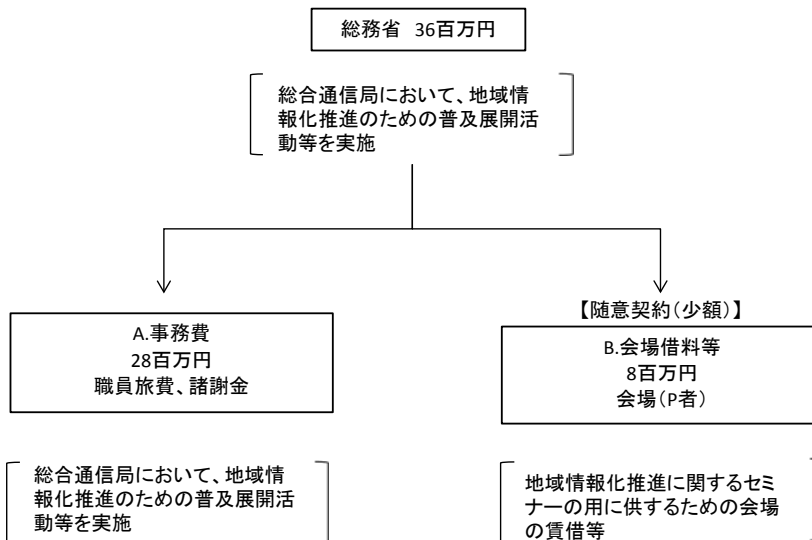 総務省 36百万円
総合通信局において、地域情
報化推進のための普及展開活
動等を実施
【随意契約(少額)】
A.事務費
28百万円
職員旅費、諸謝金
B.会場借料等
8百万円
会場(P者)
総合通信局において、地域情
報化推進のための普及展開活
動等を実施
地域情報化推進に関するセミ
ナーの用に供するための会場
の賃借等